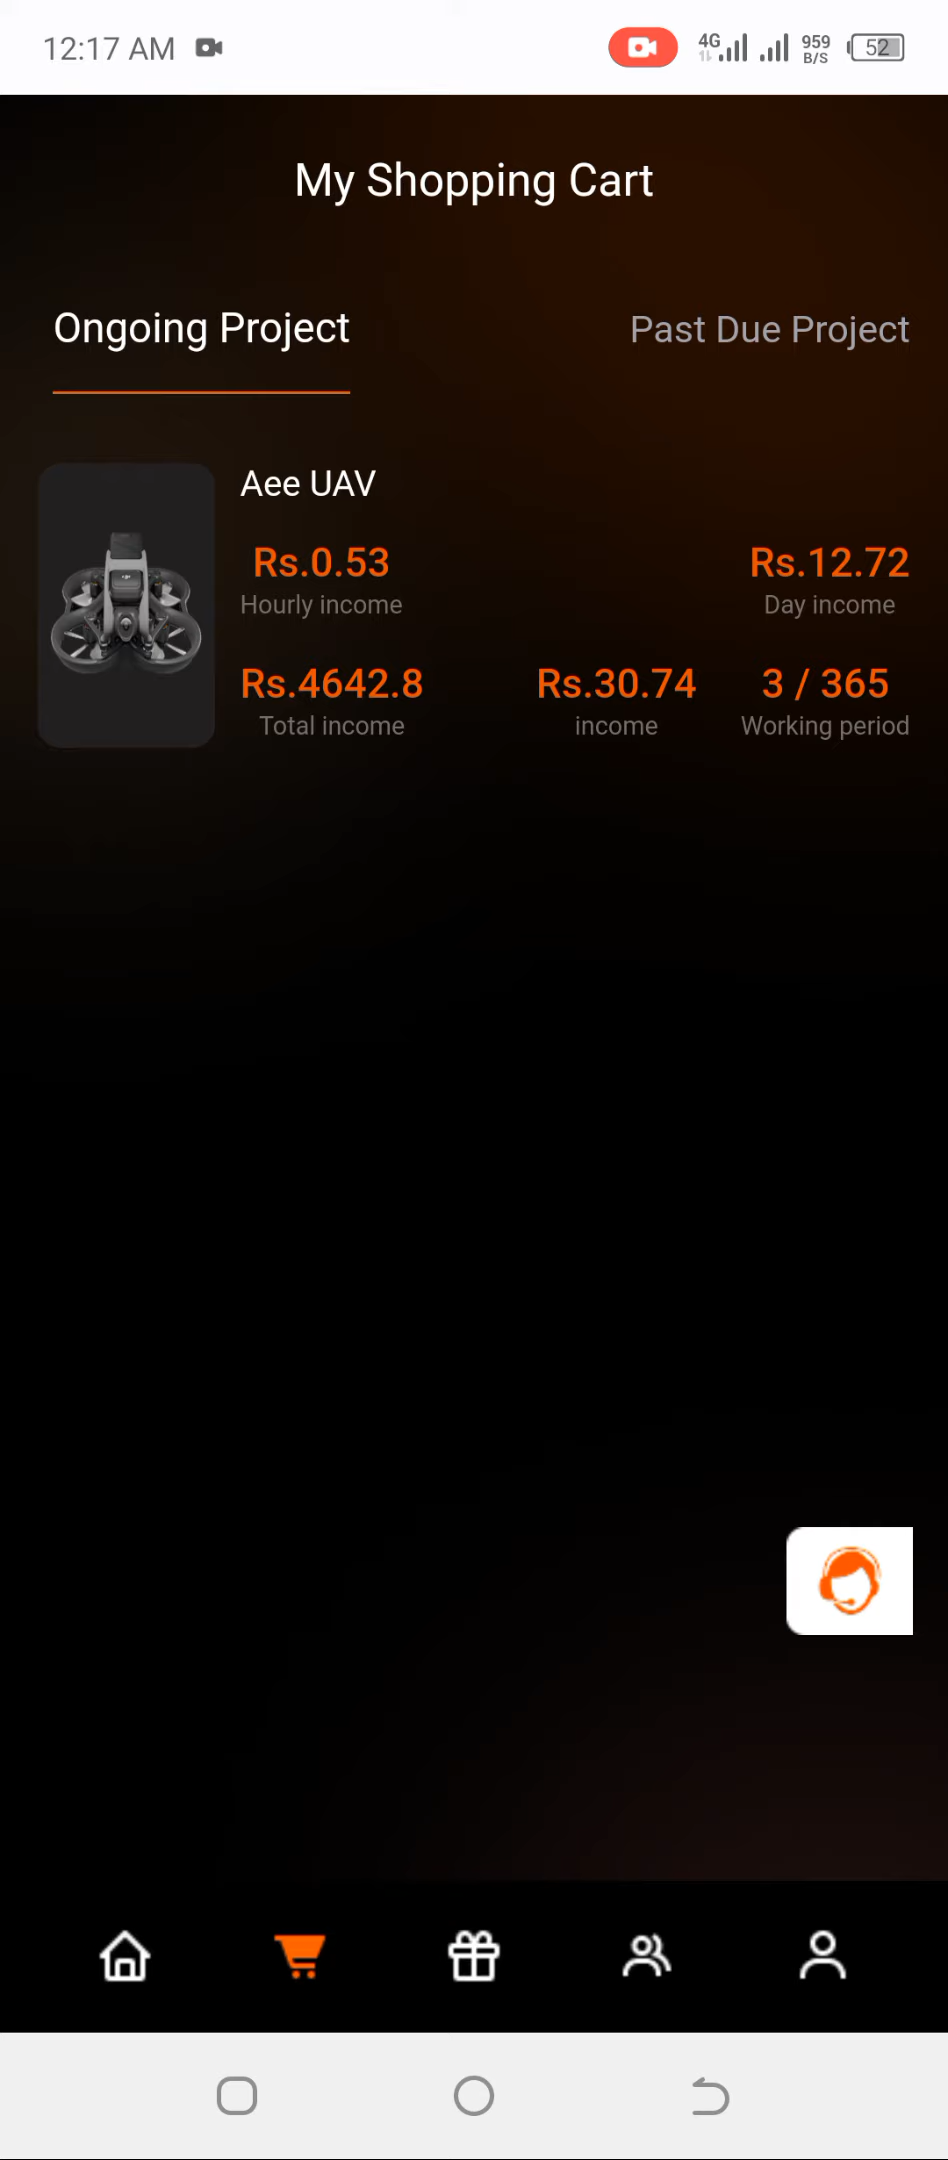 12:17 AM
4G
959
B/S
52
My Shopping Cart
Ongoing Project
Past Due Project
Aee UAV
Rs.0.53
Rs.12.72
Hourly income
Day income
Rs.4642.8
Rs.30.74
3 / 365
Total income
income
Working period